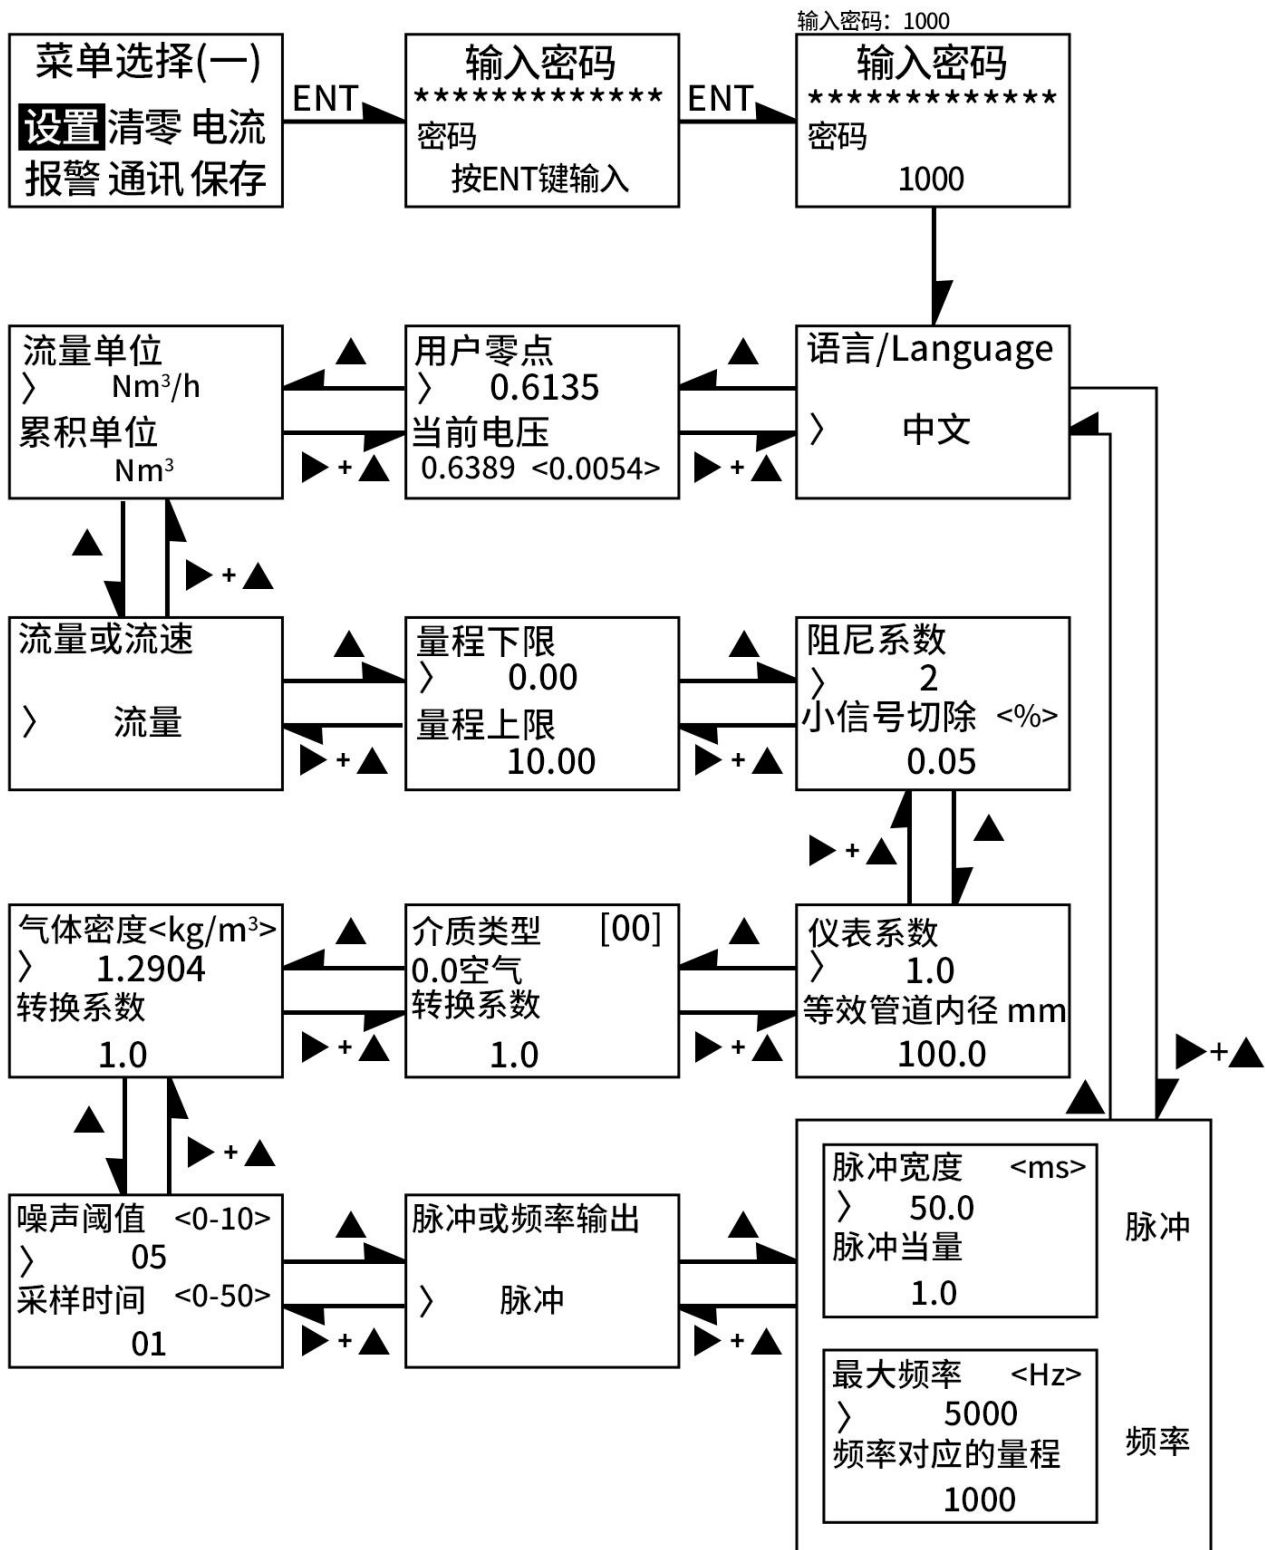 输入密码：1000
菜单选择(一)
设置 清零 电流
报警 通讯 保存
ENT
输入密码
*************
密码
按ENT键输入
ENT
输入密码
*************
密码
1000
流量单位
〉 Nm³/h
累积单位
Nm³
▲
▶+▲
用户零点
〉 0.6135
当前电压
0.6389 <0.0054>
▲
▶+▲
语言/Language
〉 中文
▲
▶+▲
流量或流速
〉 流量
▲
▶+▲
量程下限
〉 0.00
量程上限
10.00
▲
▶+▲
阻尼系数
〉 2
小信号切除 <%>
0.05
▶+▲
▲
气体密度<kg/m³>
〉 1.2904
转换系数
1.0
▲
▶+▲
介质类型 [00]
0.0空气
转换系数
1.0
▲
▶+▲
仪表系数
〉 1.0
等效管道内径 mm
100.0
▶+▲
▲
▲
▶+▲
噪声阈值 <0-10>
〉 05
采样时间 <0-50>
01
▲
▶+▲
脉冲或频率输出
〉 脉冲
▲
▶+▲
脉冲宽度 <ms>
〉 50.0
脉冲当量
1.0
脉冲
最大频率 <Hz>
〉 5000
频率对应的量程
1000
频率